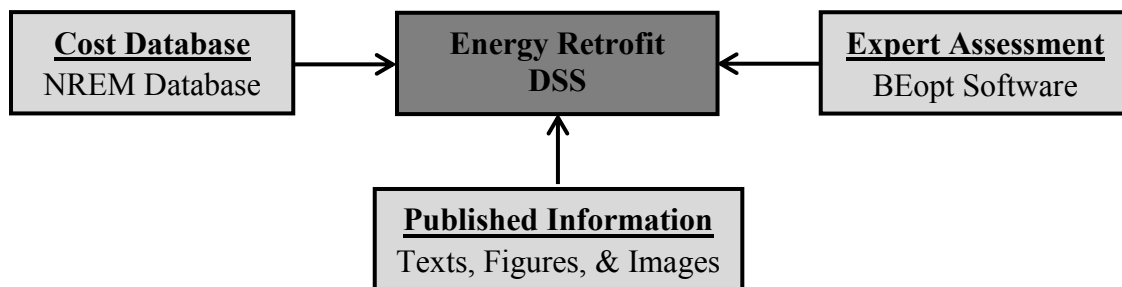 Cost Database
NREM Database
Energy Retrofit
DSS
Expert Assessment
BEopt Software
Published Information
Texts, Figures, & Images